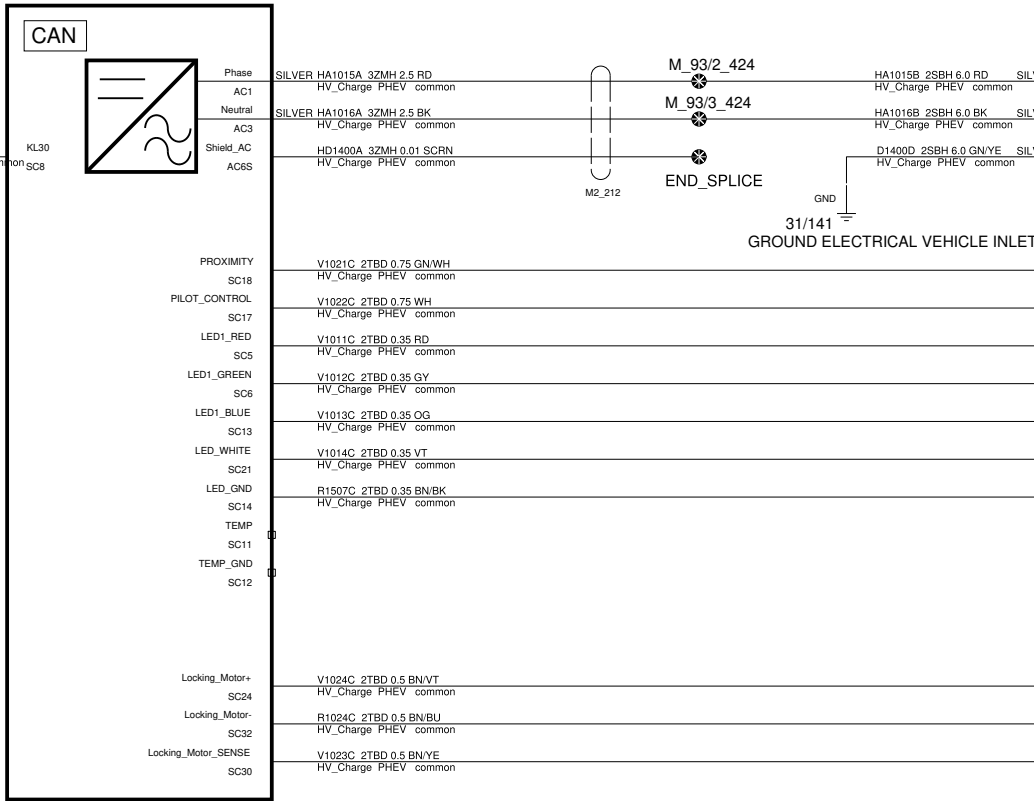 CAN
Phase
SILVER HA1015A 3ZMH 2.5 RD
M_93/2_424
HA1015B 2SBH 6.0 RD
AC1
HV_Charge PHEV common
HV_Charge PHEV common
Neutral
SILVER HA1016A 3ZMH 2.5 BK
M_93/3_424
HA1016B 2SBH 6.0 BK
AC3
HV_Charge PHEV common
HV_Charge PHEV common
KL30
Shield_AC
HD1400A 3ZMH 0.01 SCRN
D1400D 2SBH 6.0 GN/YE
SC8
AC6S
HV_Charge PHEV common
HV_Charge PHEV common
END_SPLICE
M2_212
GND
31/141
GROUND ELECTRICAL VEHICLE INLET
PROXIMITY
V1021C 2TBD 0.75 GN/WH
SC18
HV_Charge PHEV common
PILOT_CONTROL
V1022C 2TBD 0.75 WH
SC17
HV_Charge PHEV common
LED1_RED
V1011C 2TBD 0.35 RD
SC5
HV_Charge PHEV common
LED1_GREEN
V1012C 2TBD 0.35 GY
SC6
HV_Charge PHEV common
LED1_BLUE
V1013C 2TBD 0.35 OG
SC13
HV_Charge PHEV common
LED_WHITE
V1014C 2TBD 0.35 VT
SC21
HV_Charge PHEV common
LED_GND
R1507C 2TBD 0.35 BN/BK
SC14
HV_Charge PHEV common
TEMP
SC11
TEMP_GND
SC12
Locking_Motor+
V1024C 2TBD 0.5 BN/VT
SC24
HV_Charge PHEV common
Locking_Motor-
R1024C 2TBD 0.5 BN/BU
SC32
HV_Charge PHEV common
Locking_Motor_SENSE
V1023C 2TBD 0.5 BN/YE
SC30
HV_Charge PHEV common